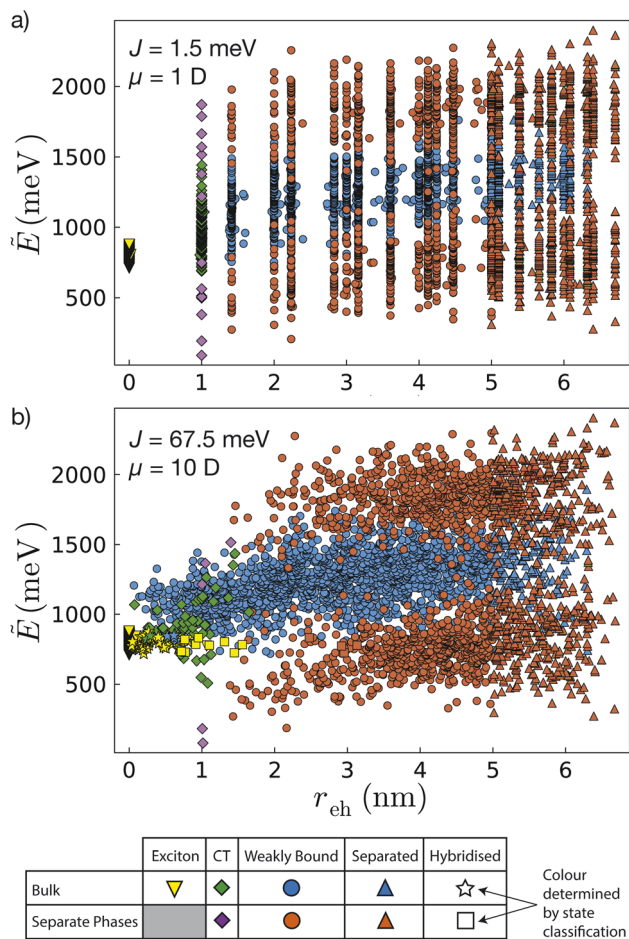 a)
J = 1.5 meV
μ = 1 D
2000
1500
1000
500
Ẽ (meV)
0 1 2 3 4 5 6
b)
J = 67.5 meV
μ = 10 D
2000
1500
1000
500
Ẽ (meV)
0 1 2 3 4 5 6
r_eh (nm)
Exciton CT Weakly Bound Separated Hybridised
Bulk
Separate Phases
Colour
determined
by state
classification